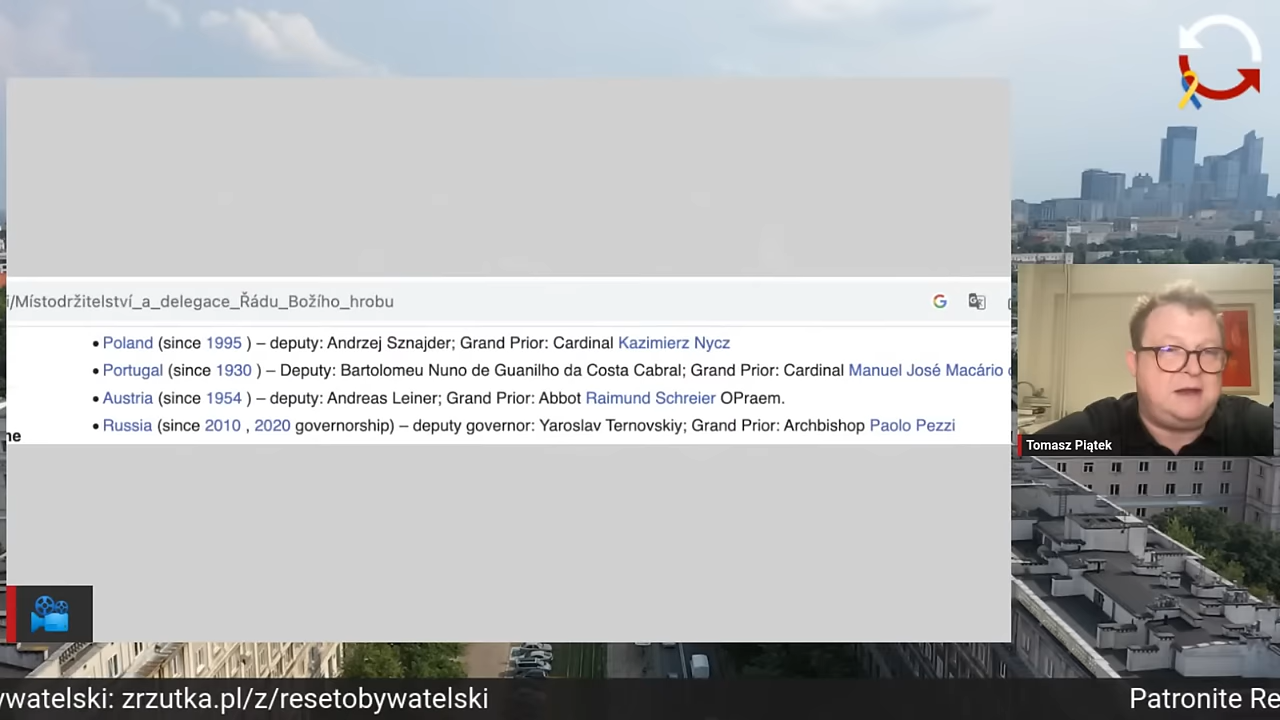 i/Místodržitelství_a_delegace_Řádu_Božího_hrobu
• Poland (since 1995 ) – deputy: Andrzej Sznajder; Grand Prior: Cardinal Kazimierz Nycz
• Portugal (since 1930 ) – Deputy: Bartolomeu Nuno de Guanilho da Costa Cabral; Grand Prior: Cardinal Manuel José Macário
• Austria (since 1954 ) – deputy: Andreas Leiner; Grand Prior: Abbot Raimund Schreier OPraem.
• Russia (since 2010 , 2020 governorship) – deputy governor: Yaroslav Ternovskiy; Grand Prior: Archbishop Paolo Pezzi
ne
Tomasz Piątek
ywatelski: zrzutka.pl/z/resetobywatelski
Patronite Re